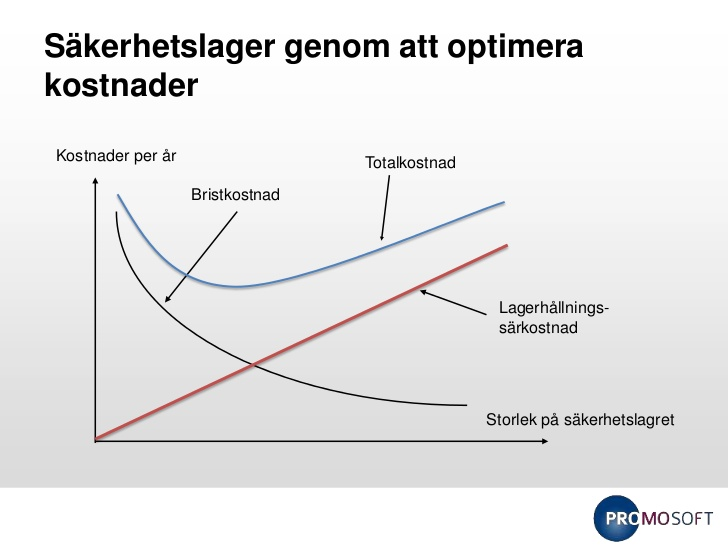 Säkerhetslager genom att optimera
kostnader
Kostnader per år
Totalkostnad
Bristkostnad
Lagerhållnings-
särkostnad
Storlek på säkerhetslagret
PROMOSOFT